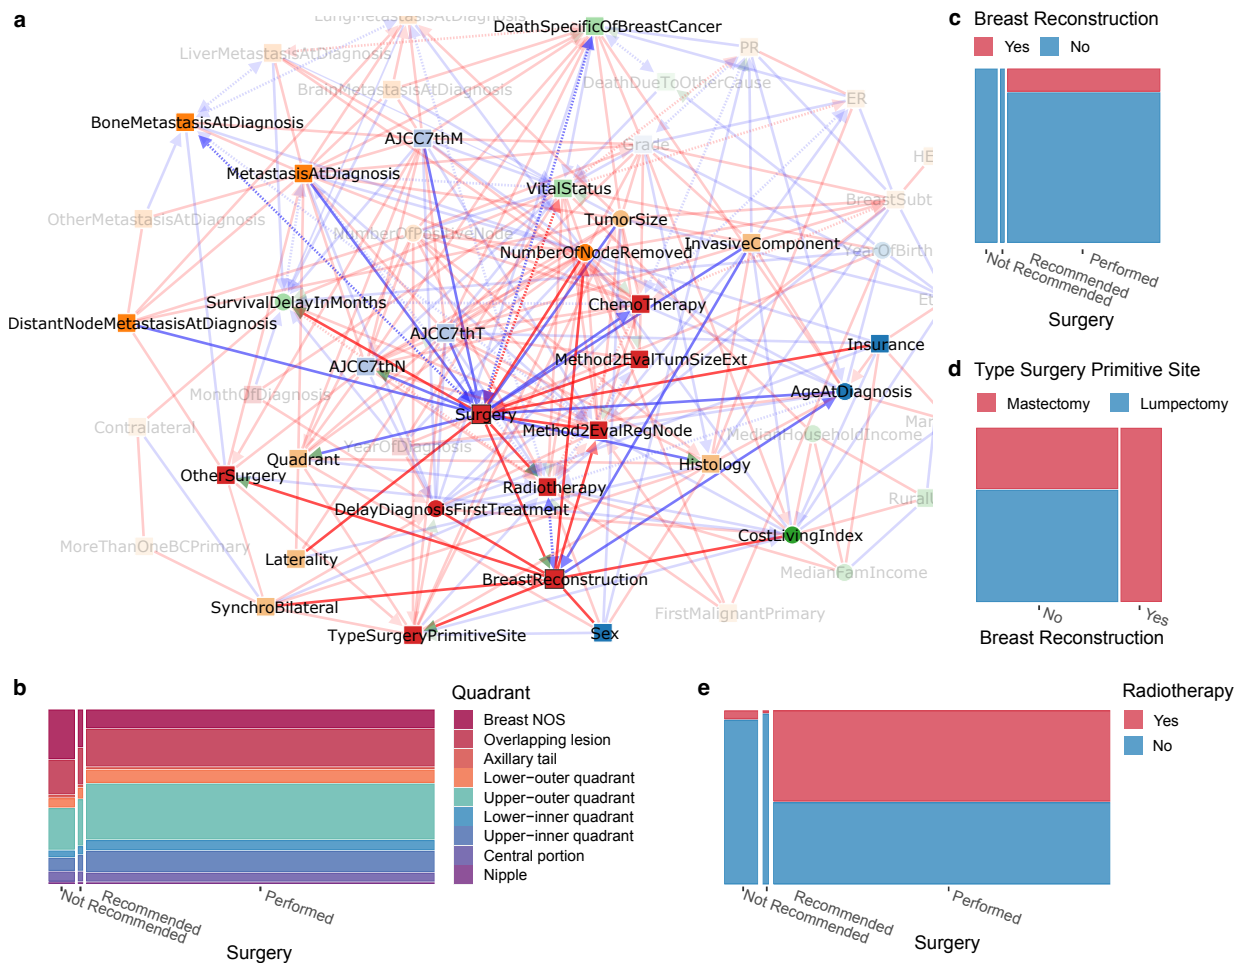 a
LungMetastasisAtDiagnosis
DeathSpecificOfBreastCancer
LiverMetastasisAtDiagnosis
PR
BrainMetastasisAtDiagnosis
DeathDueToOtherCause
ER
BoneMetastasisAtDiagnosis
AJCC7thM
Grade
HE
MetastasisAtDiagnosis
VitalStatus
BreastSubt
OtherMetastasisAtDiagnosis
TumorSize
NumberOfPositiveNode
InvasiveComponent
NumberOfNodeRemoved
YearOfBirth
SurvivalDelayInMonths
ChemoTherapy
DistantNodeMetastasisAtDiagnosis
AJCC7thT
Insurance
Method2EvalTumSizeExt
AJCC7thN
MonthOfDiagnosis
AgeAtDiagnosis
Surgery
Contralateral
Method2EvalRegNode
MedianHouseholdIncome
Mar
YearOfDiagnosis
Quadrant
Histology
OtherSurgery
Radiotherapy
Rural
DelayDiagnosisFirstTreatment
CostLivingIndex
MoreThanOneBCPrimary
Laterality
MedianFamIncome
BreastReconstruction
SynchroBilateral
FirstMalignantPrimary
TypeSurgeryPrimitiveSite
Sex
c Breast Reconstruction
Yes No
Not Recommended
Recommended
Performed
Surgery
d Type Surgery Primitive Site
Mastectomy Lumpectomy
No
Yes
Breast Reconstruction
b
Quadrant
Breast NOS
Overlapping lesion
Axillary tail
Lower−outer quadrant
Upper−outer quadrant
Lower−inner quadrant
Upper−inner quadrant
Central portion
Nipple
Not Recommended
Recommended
Performed
Surgery
e
Radiotherapy
Yes
No
Not Recommended
Recommended
Performed
Surgery